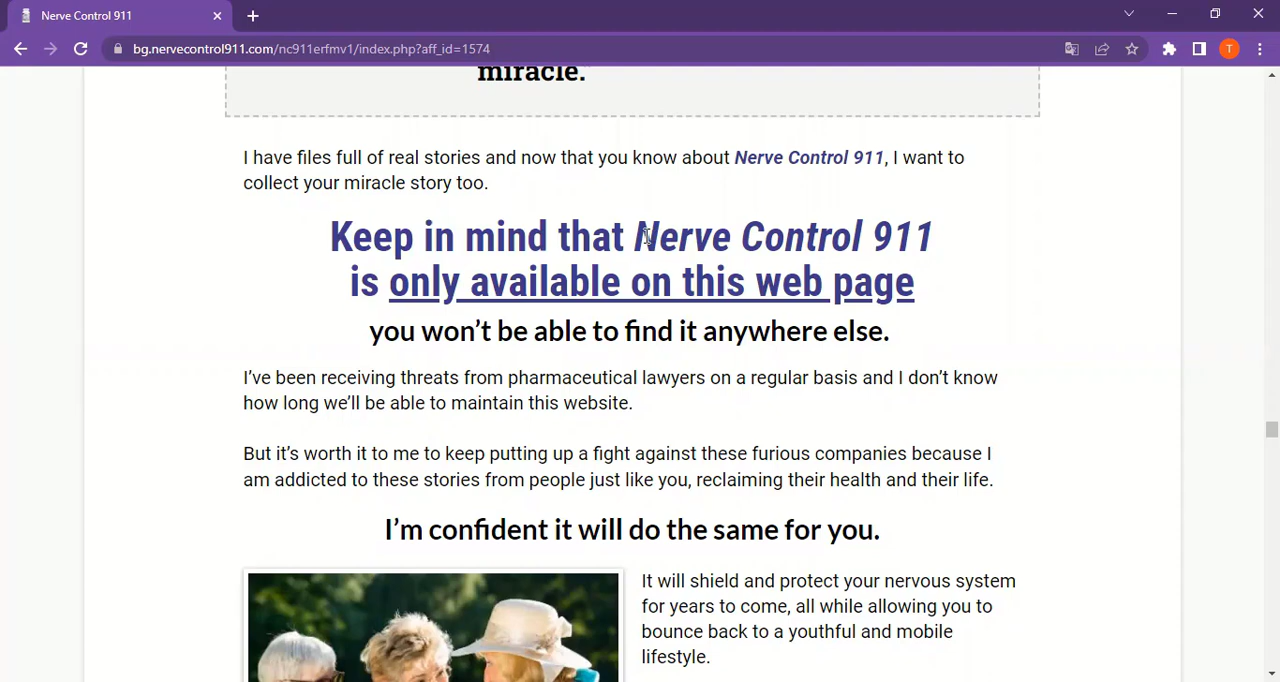 Nerve Control 911
bg.nervecontrol911.com/nc911erfmv1/index.php?aff_id=1574
T
miracle.
I have files full of real stories and now that you know about Nerve Control 911, I want to
collect your miracle story too.
Keep in mind that Nerve Control 911
is only available on this web page
you won't be able to find it anywhere else.
I've been receiving threats from pharmaceutical lawyers on a regular basis and I don't know
how long we'll be able to maintain this website.
But it's worth it to me to keep putting up a fight against these furious companies because I
am addicted to these stories from people just like you, reclaiming their health and their life.
I'm confident it will do the same for you.
It will shield and protect your nervous system
for years to come, all while allowing you to
bounce back to a youthful and mobile
lifestyle.